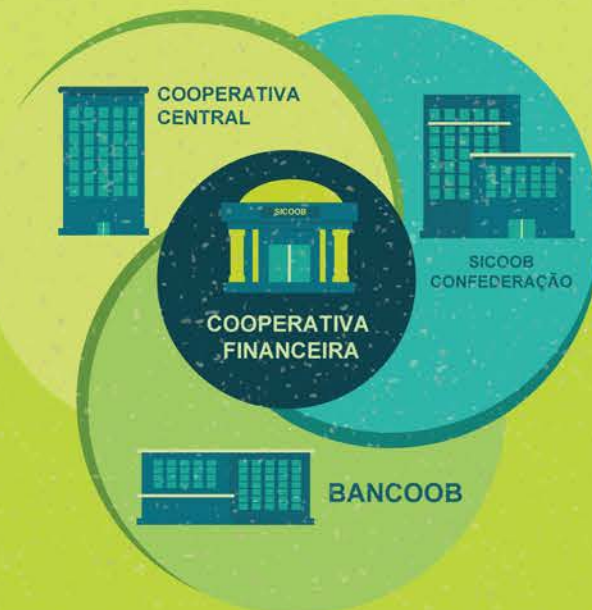 COOPERATIVA
CENTRAL
SICOOB
SICOOB
CONFEDERAÇÃO
COOPERATIVA
FINANCEIRA
BANCOOB